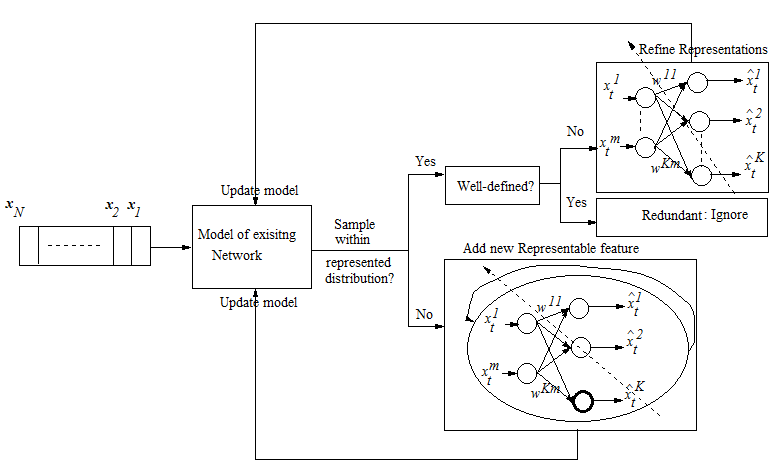 Refine Representations
x_t^1
w^11
x̂_t^1
x̂_t^2
x_t^m
w^Km
x̂_t^K
No
Yes
Well-defined?
Yes
Redundant: Ignore
Update model
x_N
x_2 x_1
Model of exisitng
Network
Sample
within
represented
distribution?
Update model
No
Add new Representable feature
x_t^1
w^11
x̂_t^1
x̂_t^2
x_t^m
w^Km
x̂_t^K